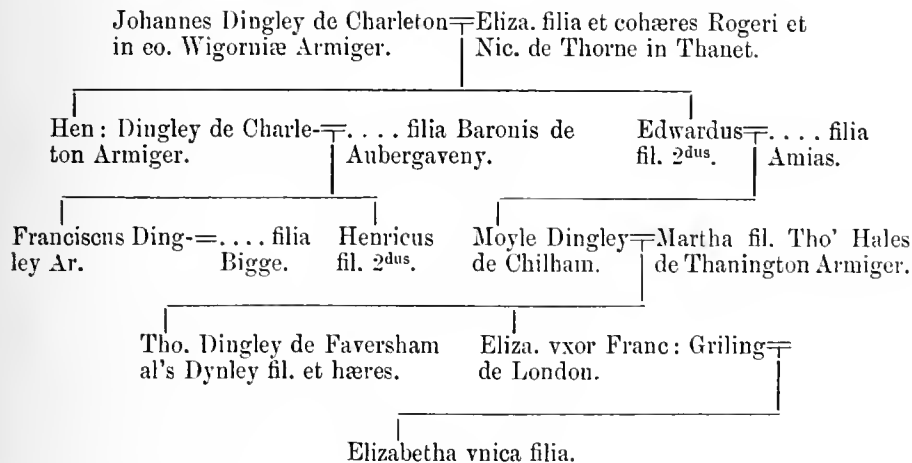 Johannes Dingley de Charleton=Eliza. filia et cohæres Rogeri et
in co. Wigorniæ Armiger. Nic. de Thorne in Thanet.
Hen: Dingley de Charle-=.... filia Baronis de Edwardus=.... filia
ton Armiger. Aubergaveny. fil. 2dus. Amias.
Franciscus Ding-=.... filia Henricus Moyle Dingley=Martha fil. Tho' Hales
ley Ar. Bigge. fil. 2dus. de Chilham. de Thanington Armiger.
Tho. Dingley de Faversham Eliza. vxor Franc: Griling=
al's Dynley fil. et hæres. de London.
Elizabetha vnica filia.